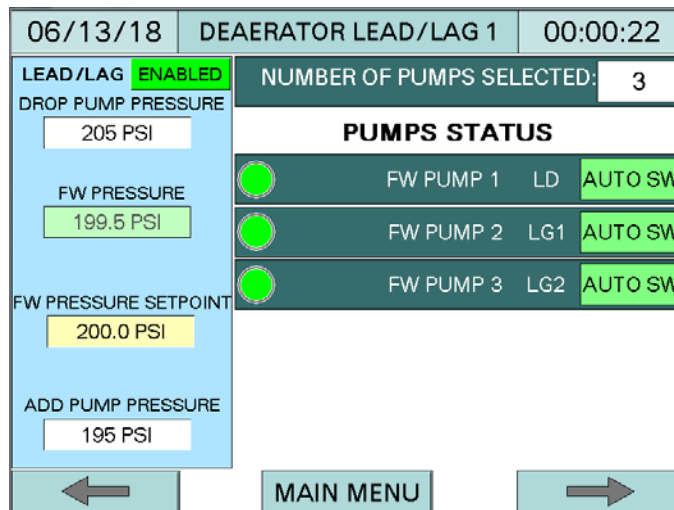 06/13/18 DEAERATOR LEAD/LAG 1 00:00:22
LEAD/LAG ENABLED
DROP PUMP PRESSURE
205 PSI
FW PRESSURE
199.5 PSI
FW PRESSURE SETPOINT
200.0 PSI
ADD PUMP PRESSURE
195 PSI
NUMBER OF PUMPS SELECTED: 3
PUMPS STATUS
FW PUMP 1 LD AUTO SW
FW PUMP 2 LG1 AUTO SW
FW PUMP 3 LG2 AUTO SW
MAIN MENU